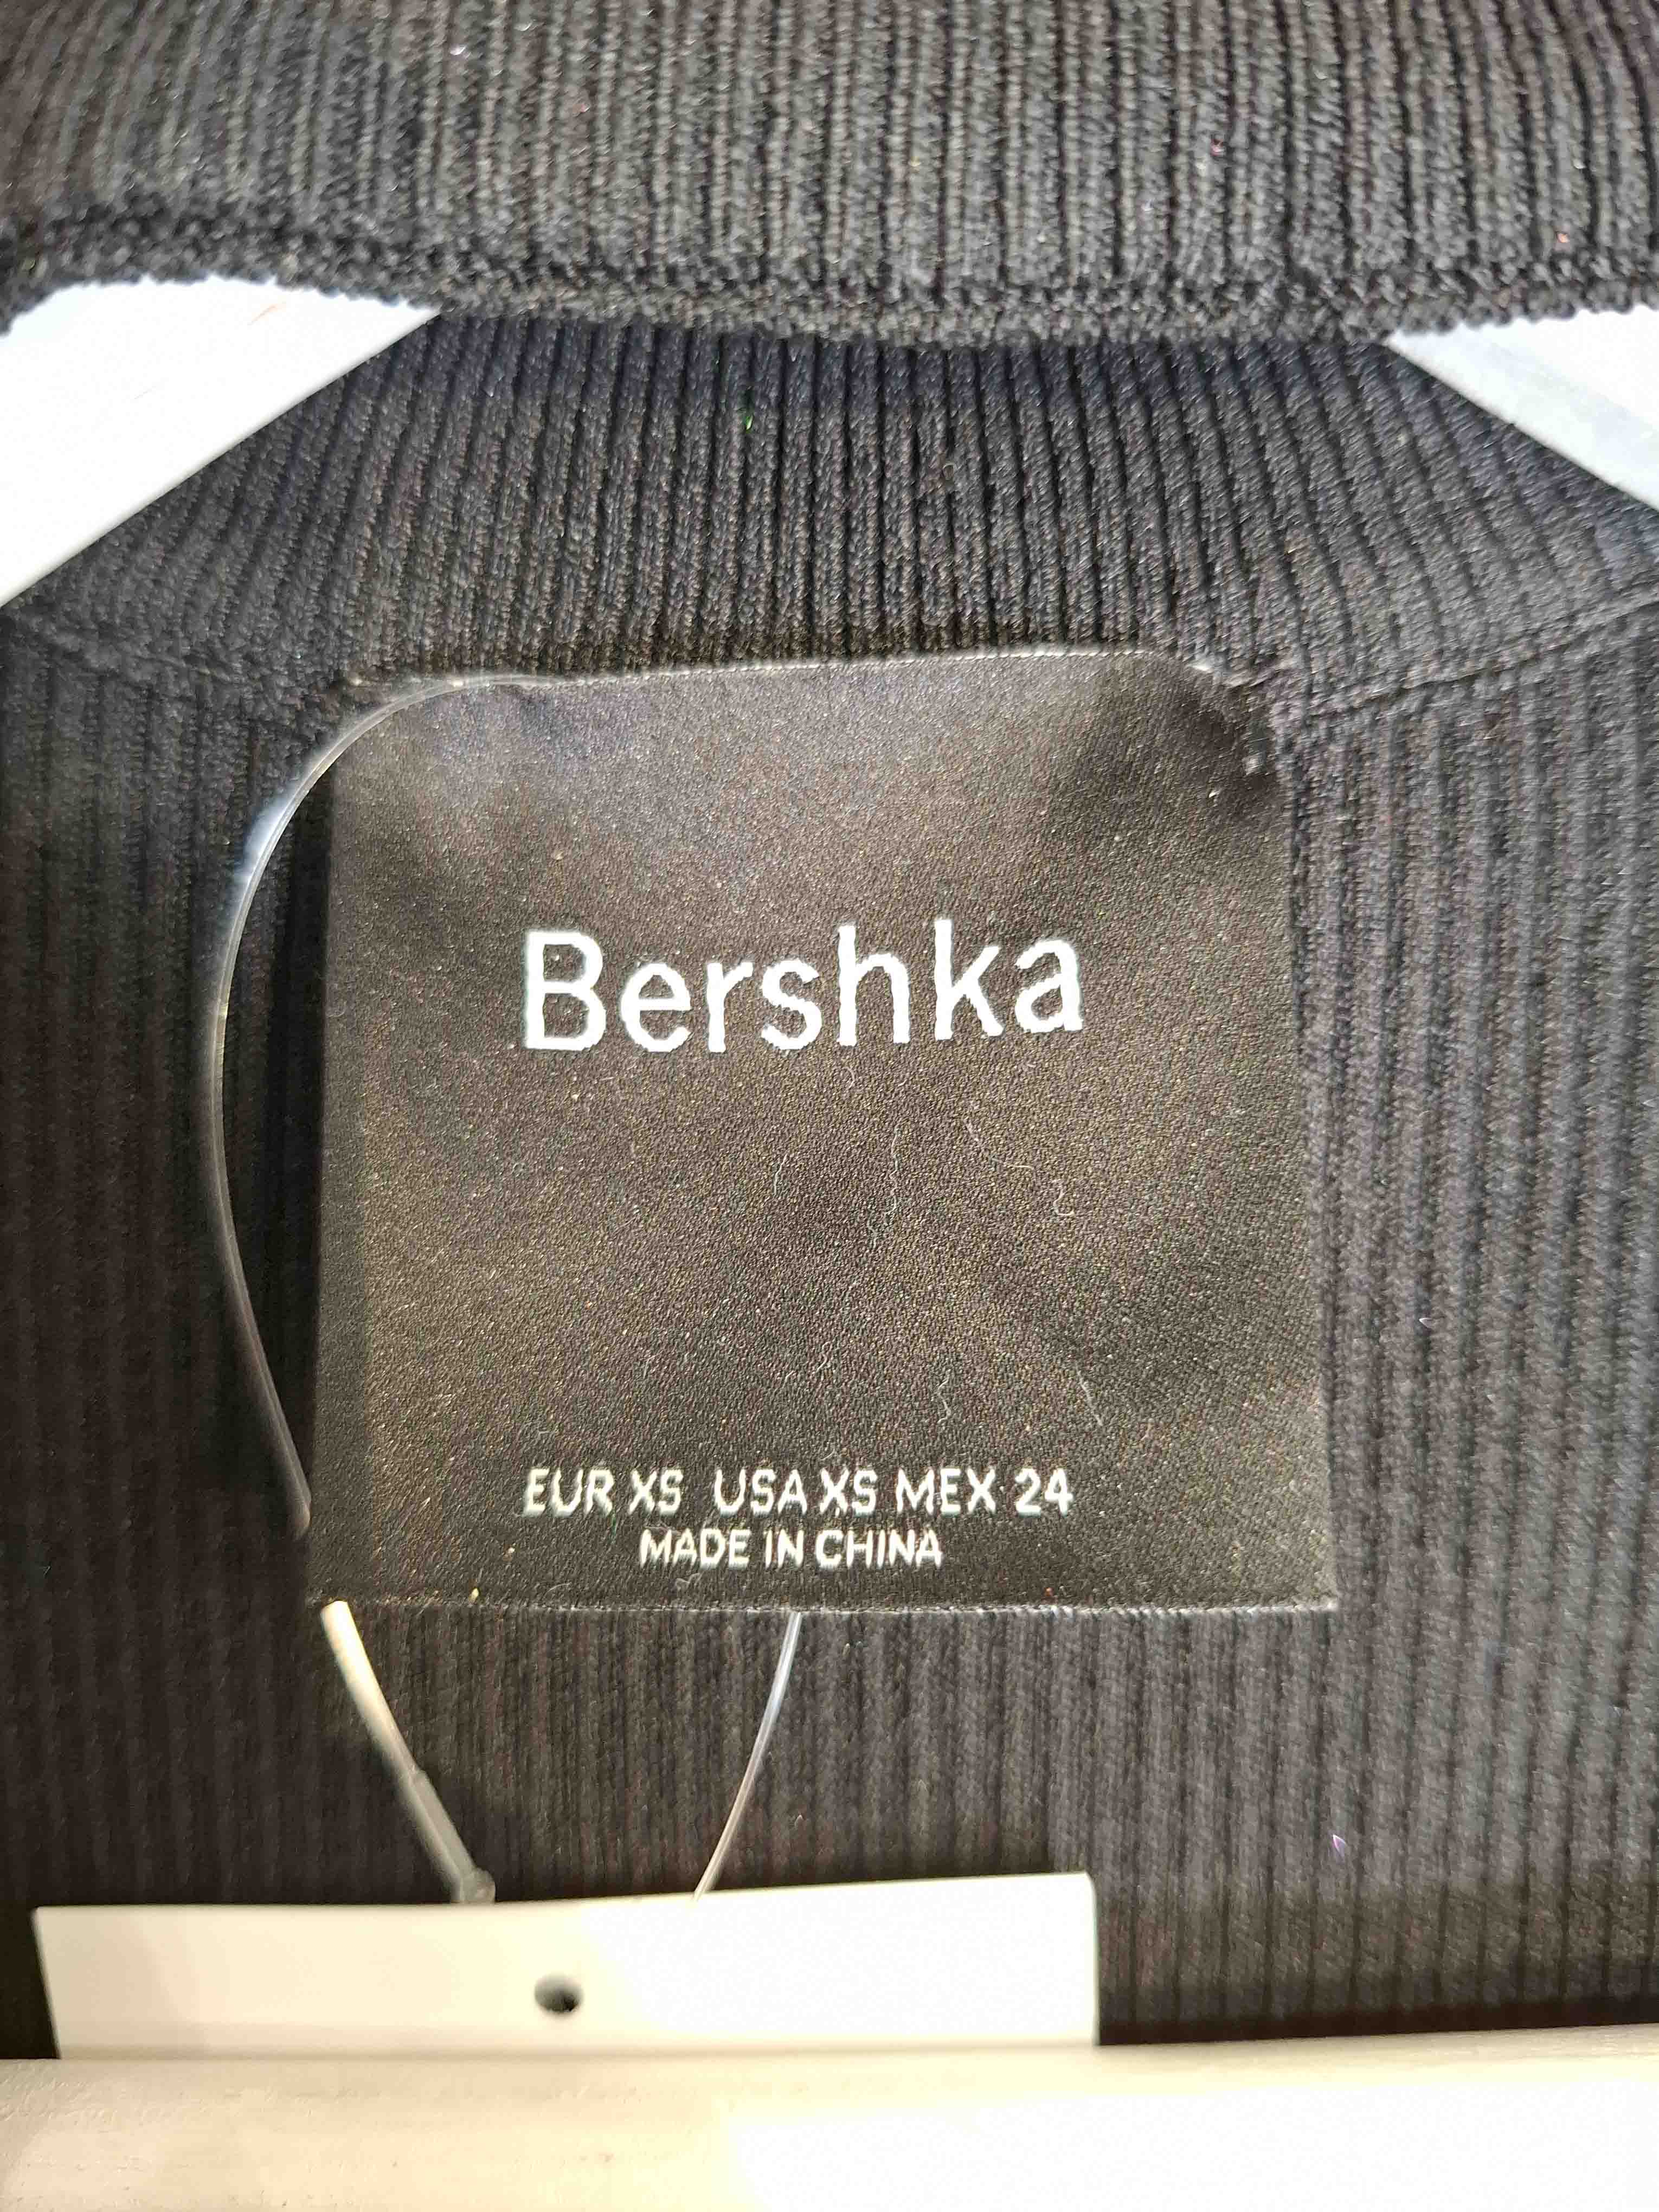 Bershka
EUR XS USA XS MEX 24
MADE IN CHINA